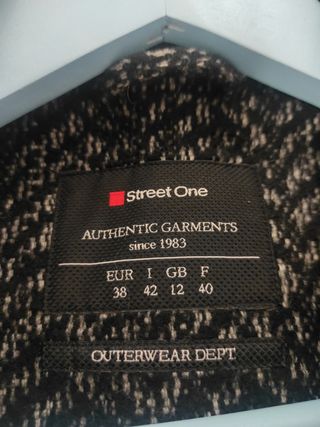 Street One
AUTHENTIC GARMENTS
since 1983
EUR I GB F
38 42 12 40
OUTERWEAR DEPT